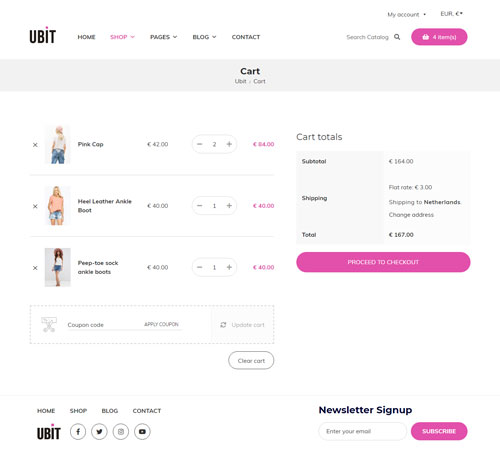 My account
EUR, €
UBIT
HOME
SHOP
PAGES
BLOG
CONTACT
Search Catalog
4 item(s)
Cart
Ubit / Cart
Pink Cap
€ 42.00
2
€ 84.00
Heel Leather Ankle
Boot
€ 40.00
1
€ 40.00
Peep-toe sock
ankle boots
€ 40.00
1
€ 40.00
Coupon code
APPLY COUPON
Update cart
Clear cart
Cart totals
Subtotal
€ 164.00
Shipping
Flat rate: € 3.00
Shipping to Netherlands.
Change address
Total
€ 167.00
PROCEED TO CHECKOUT
HOME
SHOP
BLOG
CONTACT
UBIT
Newsletter Signup
Enter your email
SUBSCRIBE